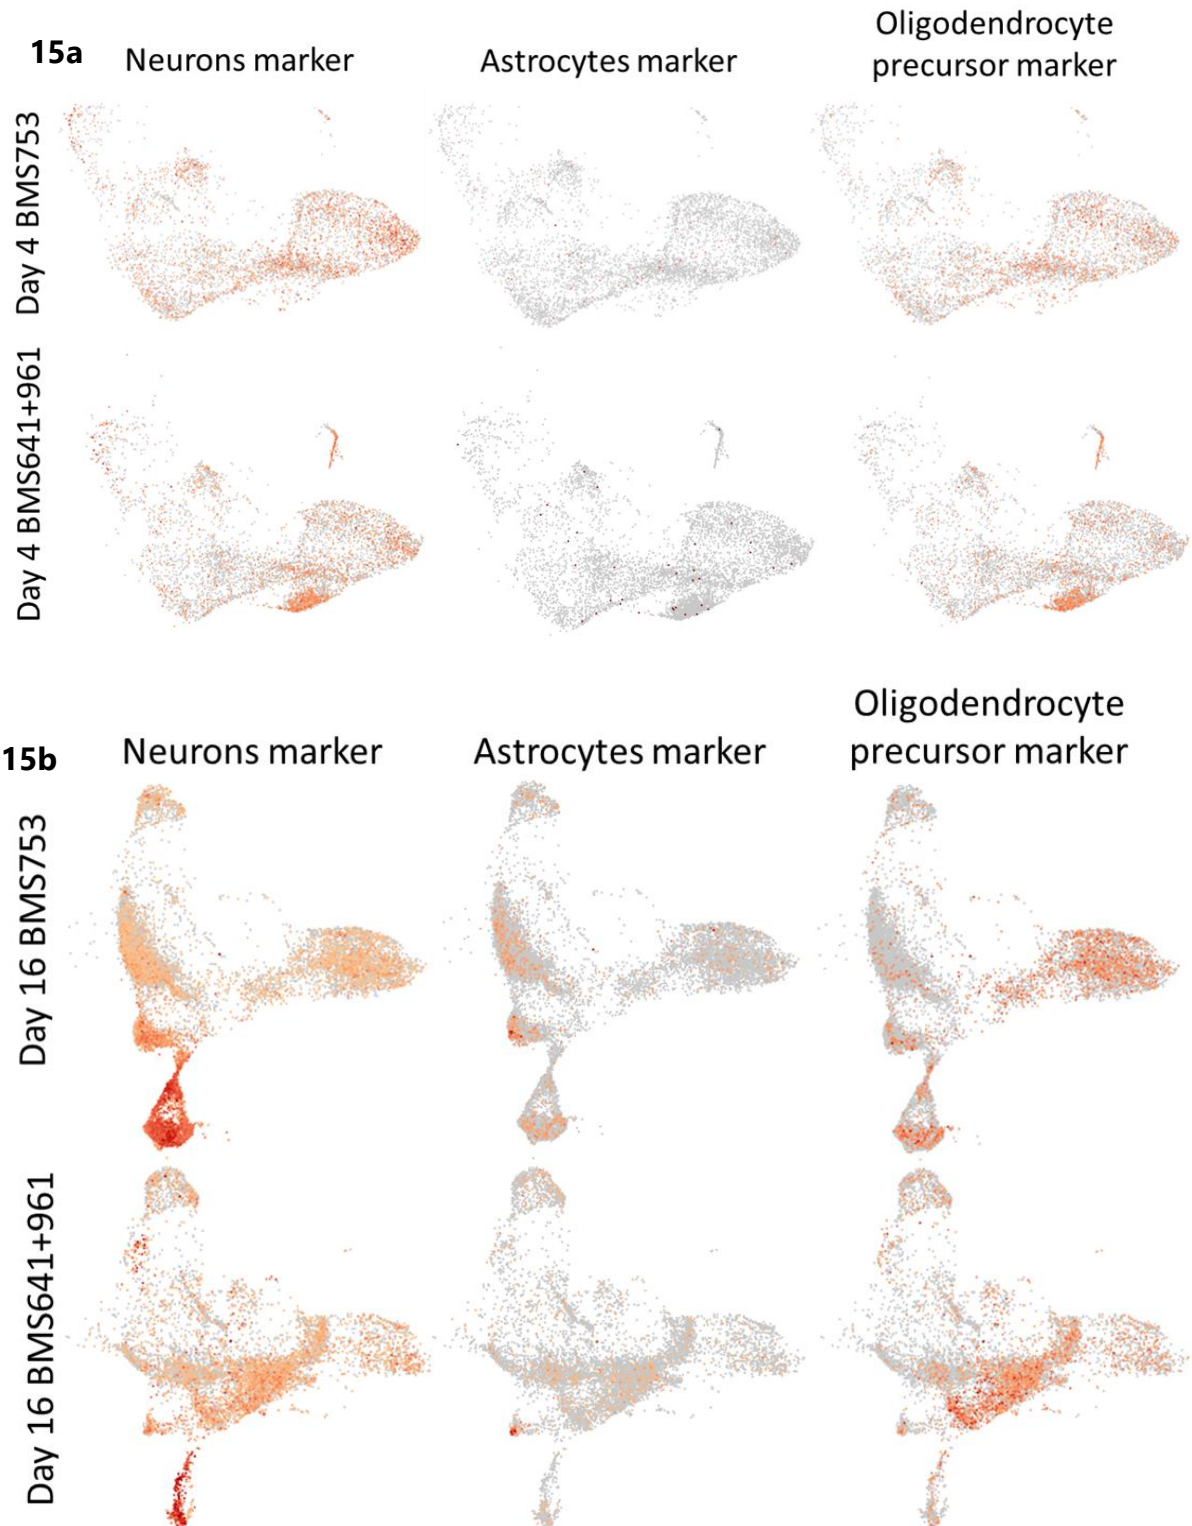 15a
Neurons marker
Astrocytes marker
Oligodendrocyte
precursor marker
Day 4 BMS753
Day 4 BMS641+961
15b
Neurons marker
Astrocytes marker
Oligodendrocyte
precursor marker
Day 16 BMS753
Day 16 BMS641+961